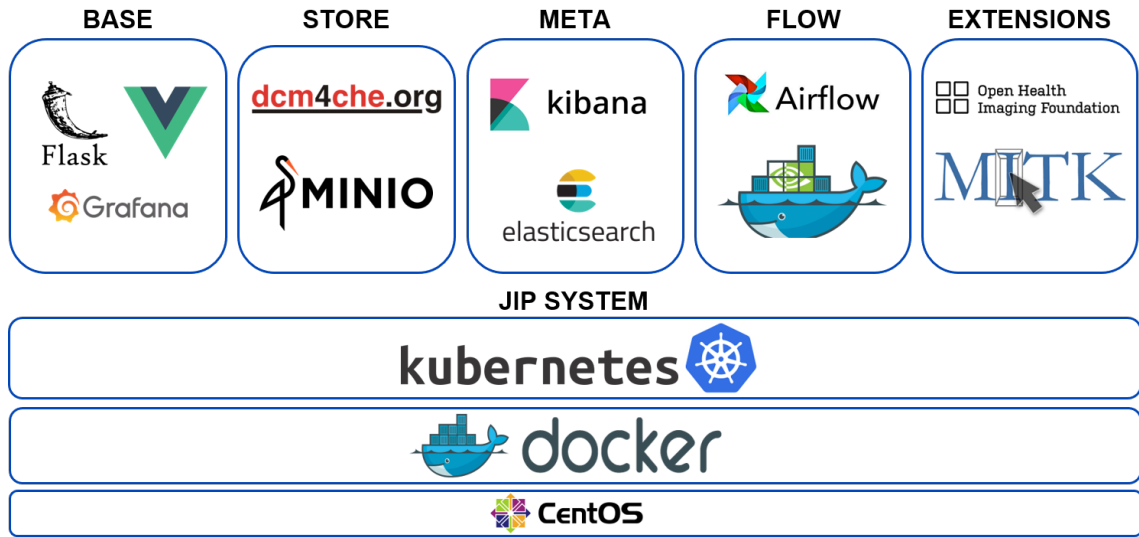 BASE
STORE
META
FLOW
EXTENSIONS
Flask
Grafana
dcm4che.org
MINIO
kibana
elasticsearch
Airflow
Open Health
Imaging Foundation
MITK
JIP SYSTEM
kubernetes
docker
CentOS